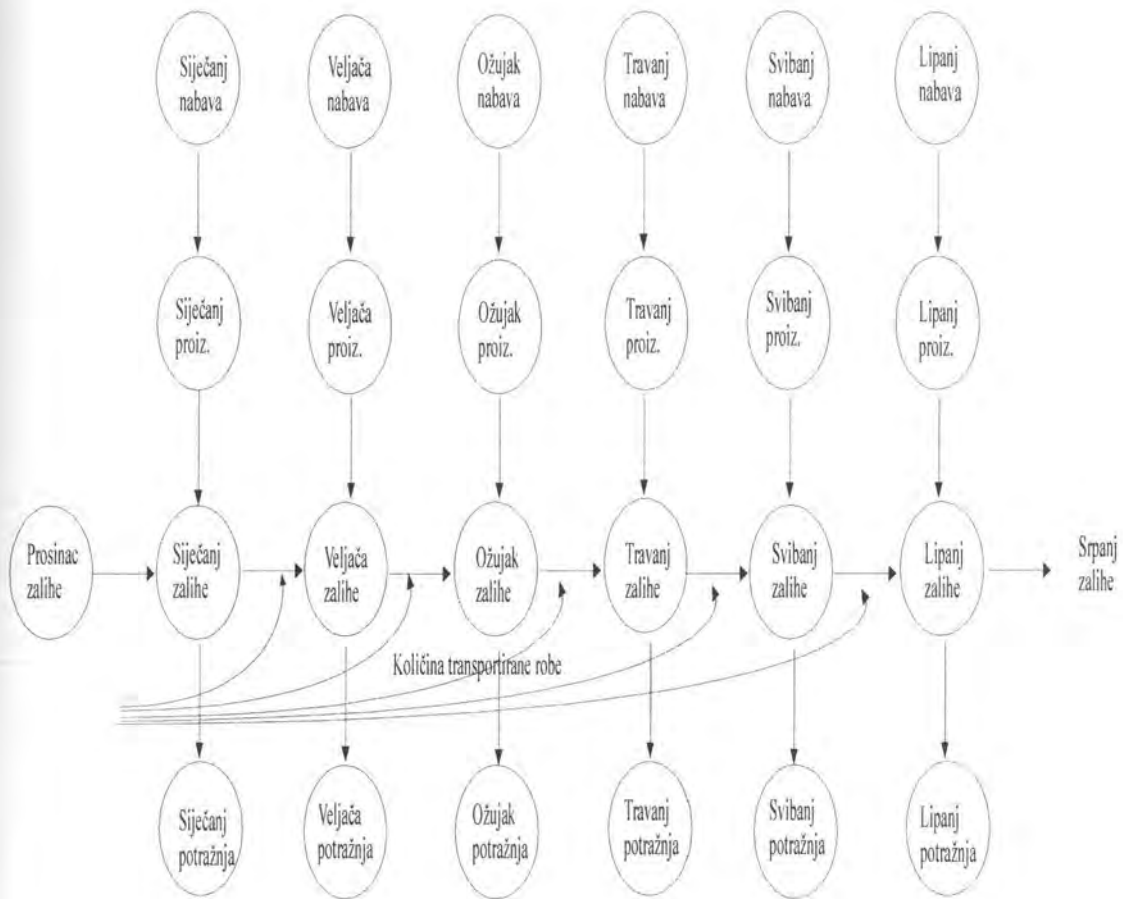 Siječanj
nabava
Veljača
nabava
Ožujak
nabava
Travanj
nabava
Svibanj
nabava
Lipanj
nabava
Siječanj
proiz.
Veljača
proiz.
Ožujak
proiz.
Travanj
proiz.
Svibanj
proiz.
Lipanj
proiz.
Prosinac
zalihe
Siječanj
zalihe
Veljača
zalihe
Ožujak
zalihe
Travanj
zalihe
Svibanj
zalihe
Lipanj
zalihe
Srpanj
zalihe
Količina transportirane robe
Siječanj
potražnja
Veljača
potražnja
Ožujak
potražnja
Travanj
potražnja
Svibanj
potražnja
Lipanj
potražnja